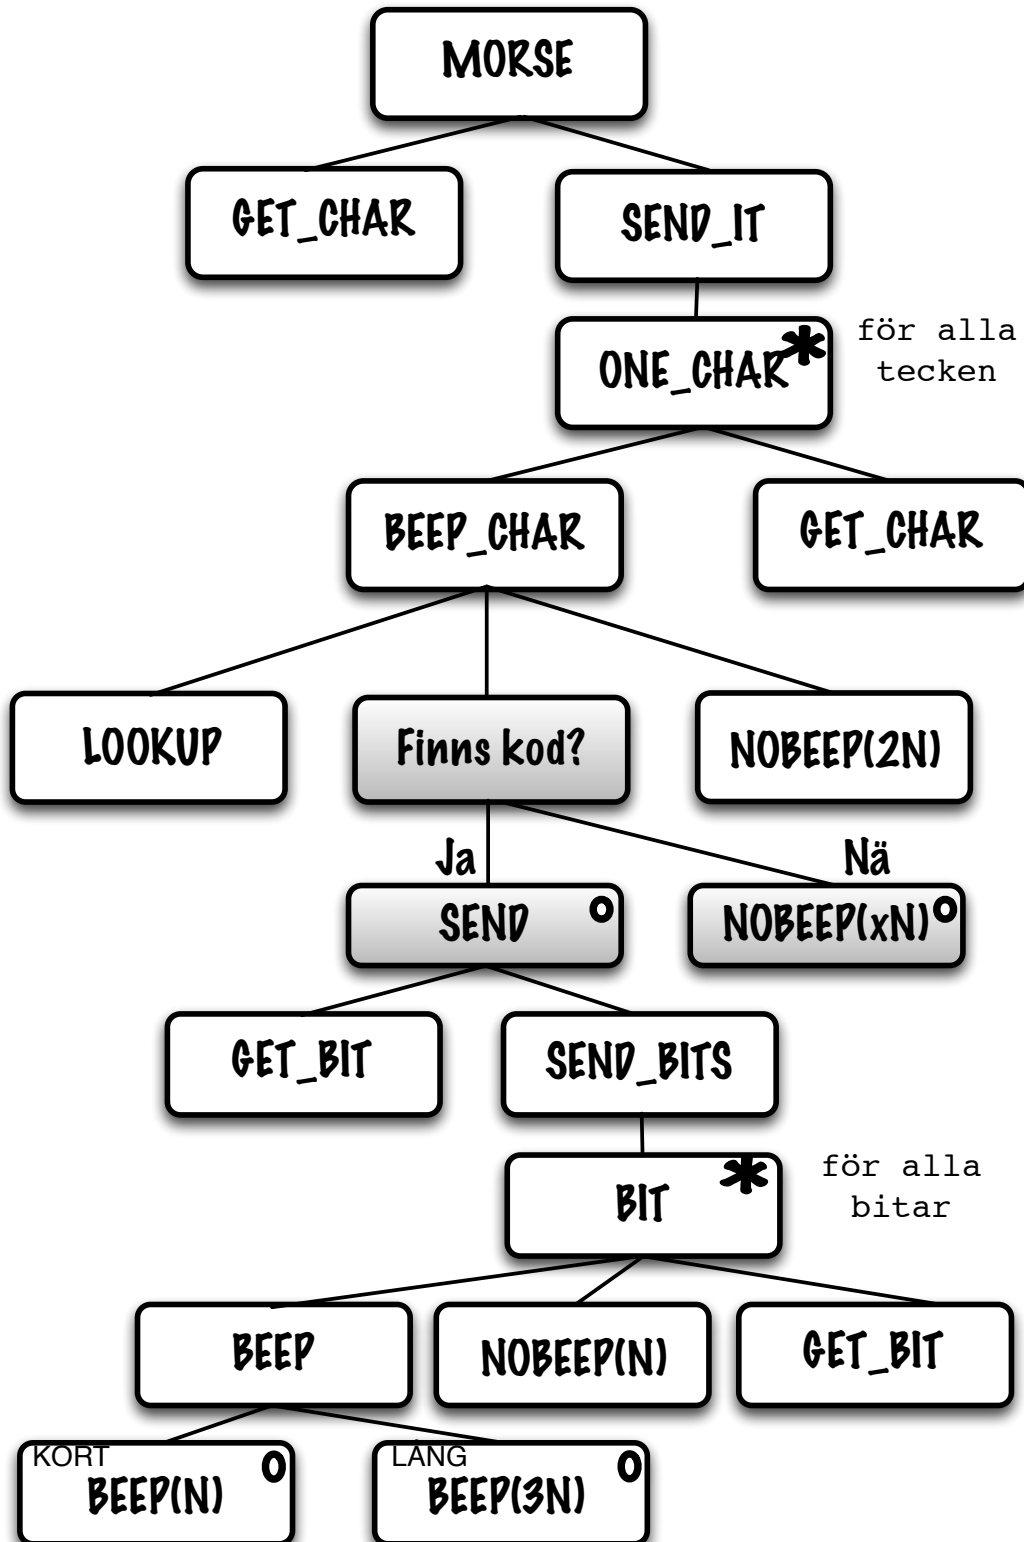 MORSE
GET_CHAR
SEND_IT
ONE_CHAR*
för alla
tecken
BEEP_CHAR
GET_CHAR
LOOKUP
Finns kod?
NOBEEP(2N)
Ja
Nä
SEND o
NOBEEP(xN) o
GET_BIT
SEND_BITS
BIT *
för alla
bitar
BEEP
NOBEEP(N)
GET_BIT
KORT
BEEP(N) o
LÅNG
BEEP(3N) o